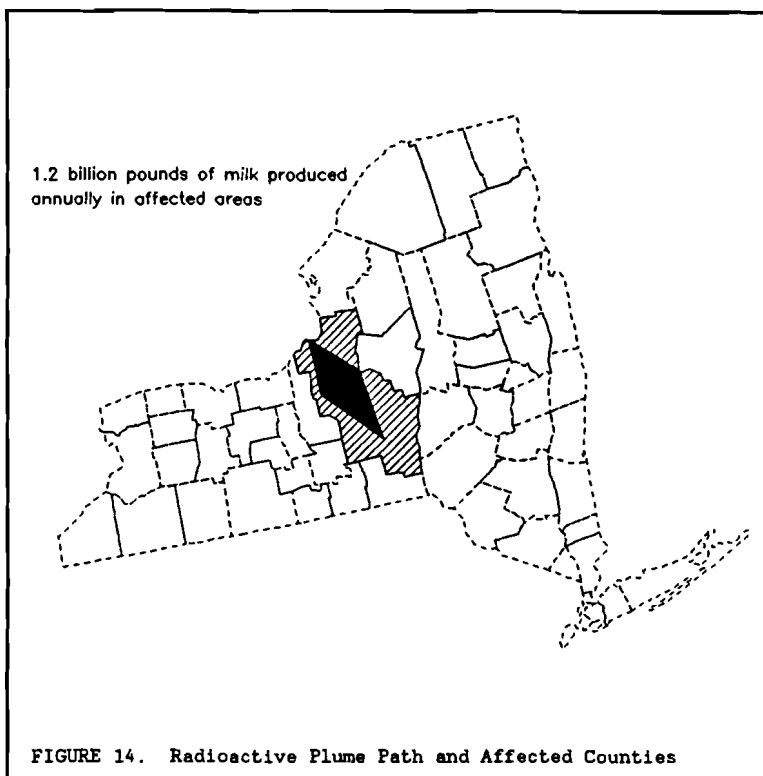 1.2 billion pounds of milk produced
annually in affected areas
FIGURE 14. Radioactive Plume Path and Affected Counties